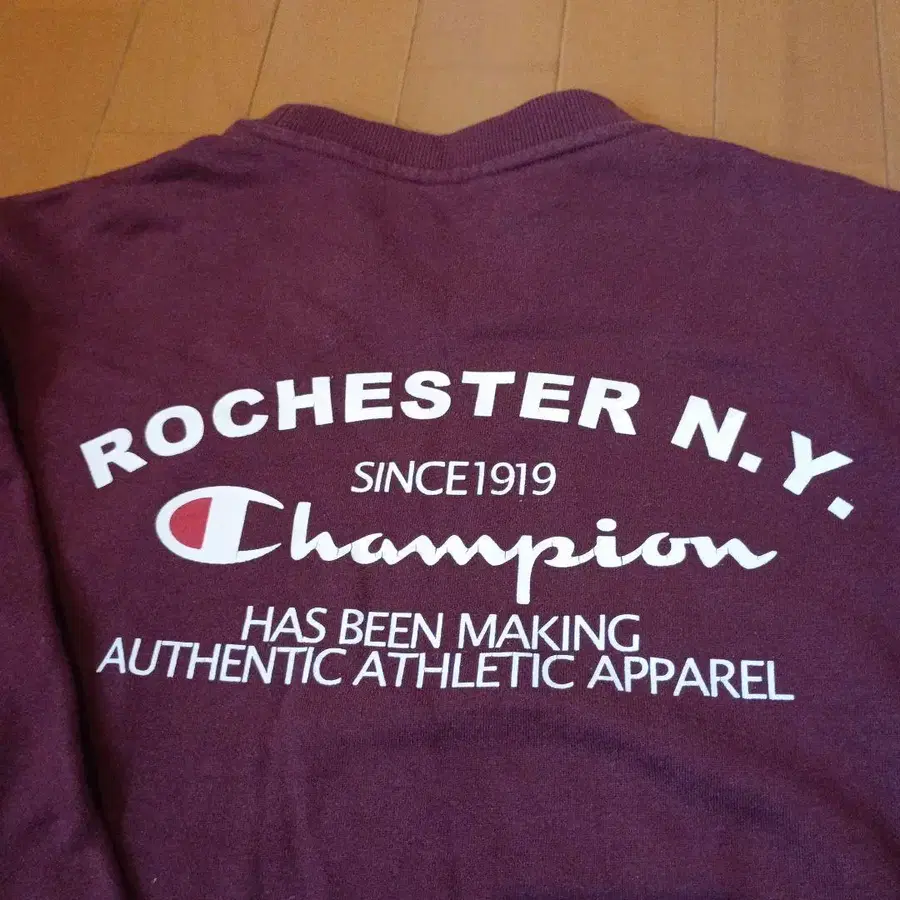 ROCHESTER N.Y.
SINCE1919
Champion
HAS BEEN MAKING
AUTHENTIC ATHLETIC APPAREL